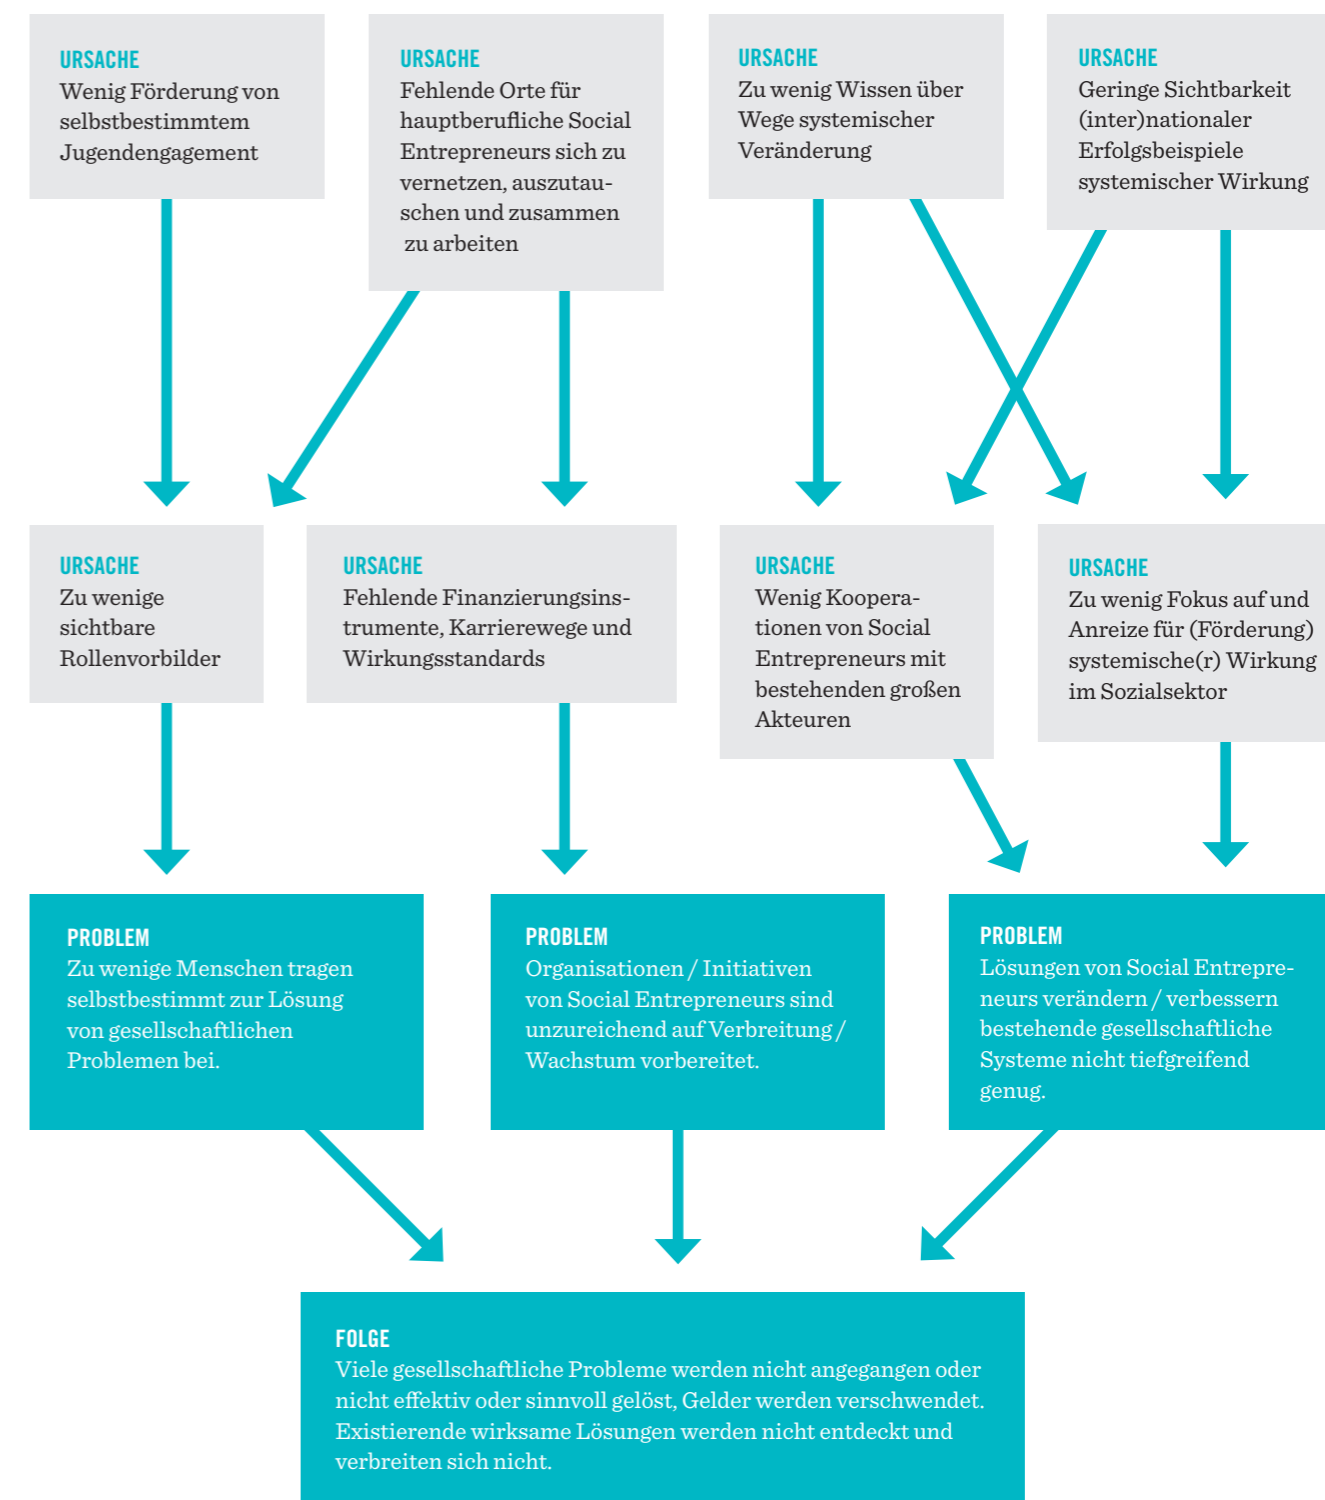 URSACHE
Wenig Förderung von
selbstbestimmtem
Jugendengagement
URSACHE
Fehlende Orte für
hauptberufliche Social
Entrepreneurs sich zu
vernetzen, auszutau-
schen und zusammen
zu arbeiten
URSACHE
Zu wenig Wissen über
Wege systemischer
Veränderung
URSACHE
Geringe Sichtbarkeit
(inter)nationaler
Erfolgsbeispiele
systemischer Wirkung
URSACHE
Zu wenige
sichtbare
Rollenvorbilder
URSACHE
Fehlende Finanzierungsins-
trumente, Karrierewege und
Wirkungsstandards
URSACHE
Wenig Koopera-
tionen von Social
Entrepreneurs mit
bestehenden großen
Akteuren
URSACHE
Zu wenig Fokus auf und
Anreize für (Förderung)
systemische(r) Wirkung
im Sozialsektor
PROBLEM
Zu wenige Menschen tragen
selbstbestimmt zur Lösung
von gesellschaftlichen
Problemen bei.
PROBLEM
Organisationen / Initiativen
von Social Entrepreneurs sind
unzureichend auf Verbreitung /
Wachstum vorbereitet.
PROBLEM
Lösungen von Social Entrepre-
neurs verändern / verbessern
bestehende gesellschaftliche
Systeme nicht tiefgreifend
genug.
FOLGE
Viele gesellschaftliche Probleme werden nicht angegangen oder
nicht effektiv oder sinnvoll gelöst, Gelder werden verschwendet.
Existierende wirksame Lösungen werden nicht entdeckt und
verbreiten sich nicht.